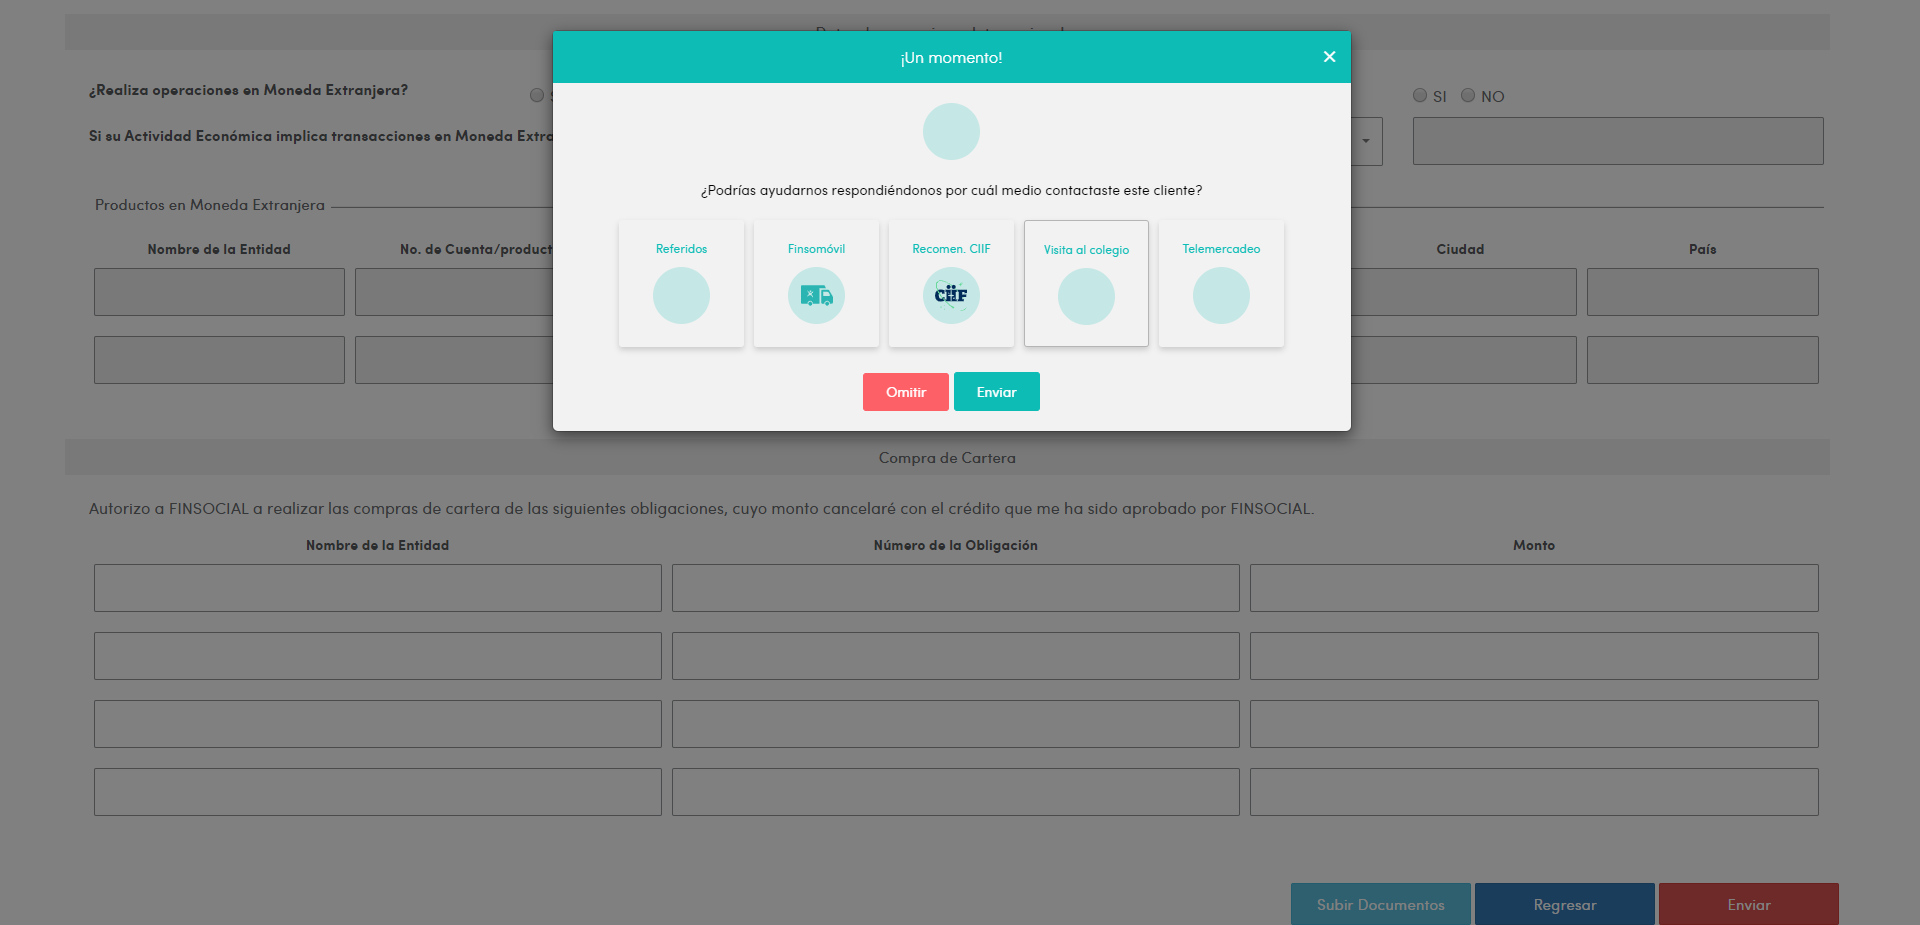 ¡Un momento!
¿Realiza operaciones en Moneda Extranjera?
SI NO
Si su Actividad Económica implica transacciones en Moneda
¿Podrías ayudarnos respondiéndonos por cuál medio contactaste este cliente?
Productos en Moneda Extranjera
Referidos Finsomóvil Recomen. CIIF Visita al colegio Telemercadeo
Nombre de la Entidad No. de Ciudad País
CIIF
Omitir Enviar
Compra de Cartera
Autorizo a FINSOCIAL a realizar las compras de cartera de las siguientes obligaciones, cuyo monto cancelaré con el crédito que me ha sido aprobado por FINSOCIAL.
Nombre de la Entidad Número de la Obligación Monto
Subir Documentos Regresar Enviar